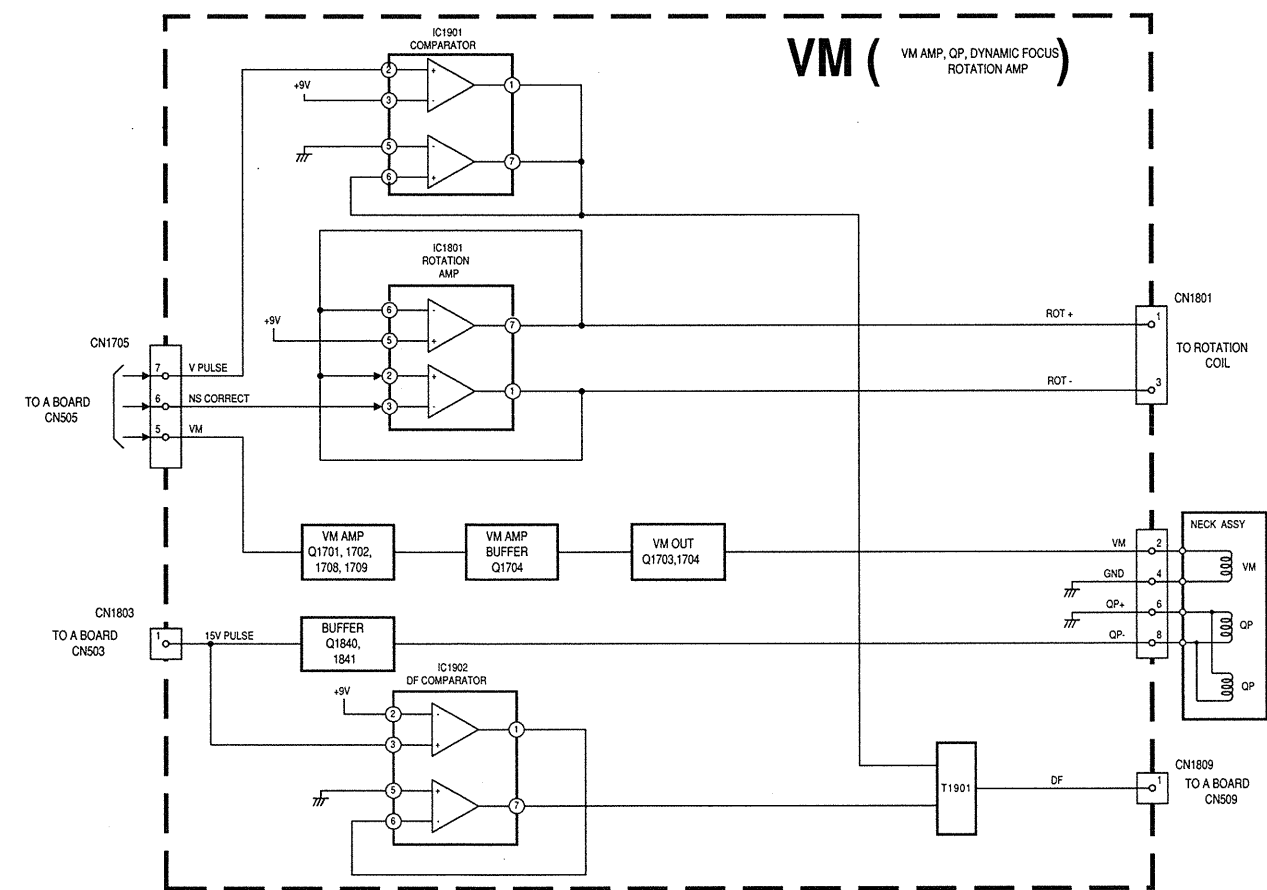 VM ( VM AMP, QP, DYNAMIC FOCUS
ROTATION AMP )
IC1901
COMPARATOR
2
+
1
+9V
3
-
5
-
7
6
+
IC1801
ROTATION
AMP
6
-
7
+9V
5
+
2
+
1
3
-
CN1705
7
V PULSE
6
NS CORRECT
5
VM
TO A BOARD
CN505
ROT +
ROT -
CN1801
1
3
TO ROTATION
COIL
VM AMP
Q1701, 1702,
1708, 1709
VM AMP
BUFFER
Q1704
VM OUT
Q1703,1704
VM
2
GND
4
QP+
6
QP-
8
NECK ASSY
VM
QP
QP
CN1803
TO A BOARD
CN503
1
15V PULSE
BUFFER
Q1840,
1841
IC1902
DF COMPARATOR
+9V
2
-
1
3
+
5
+
7
6
-
T1901
DF
CN1809
1
TO A BOARD
CN509